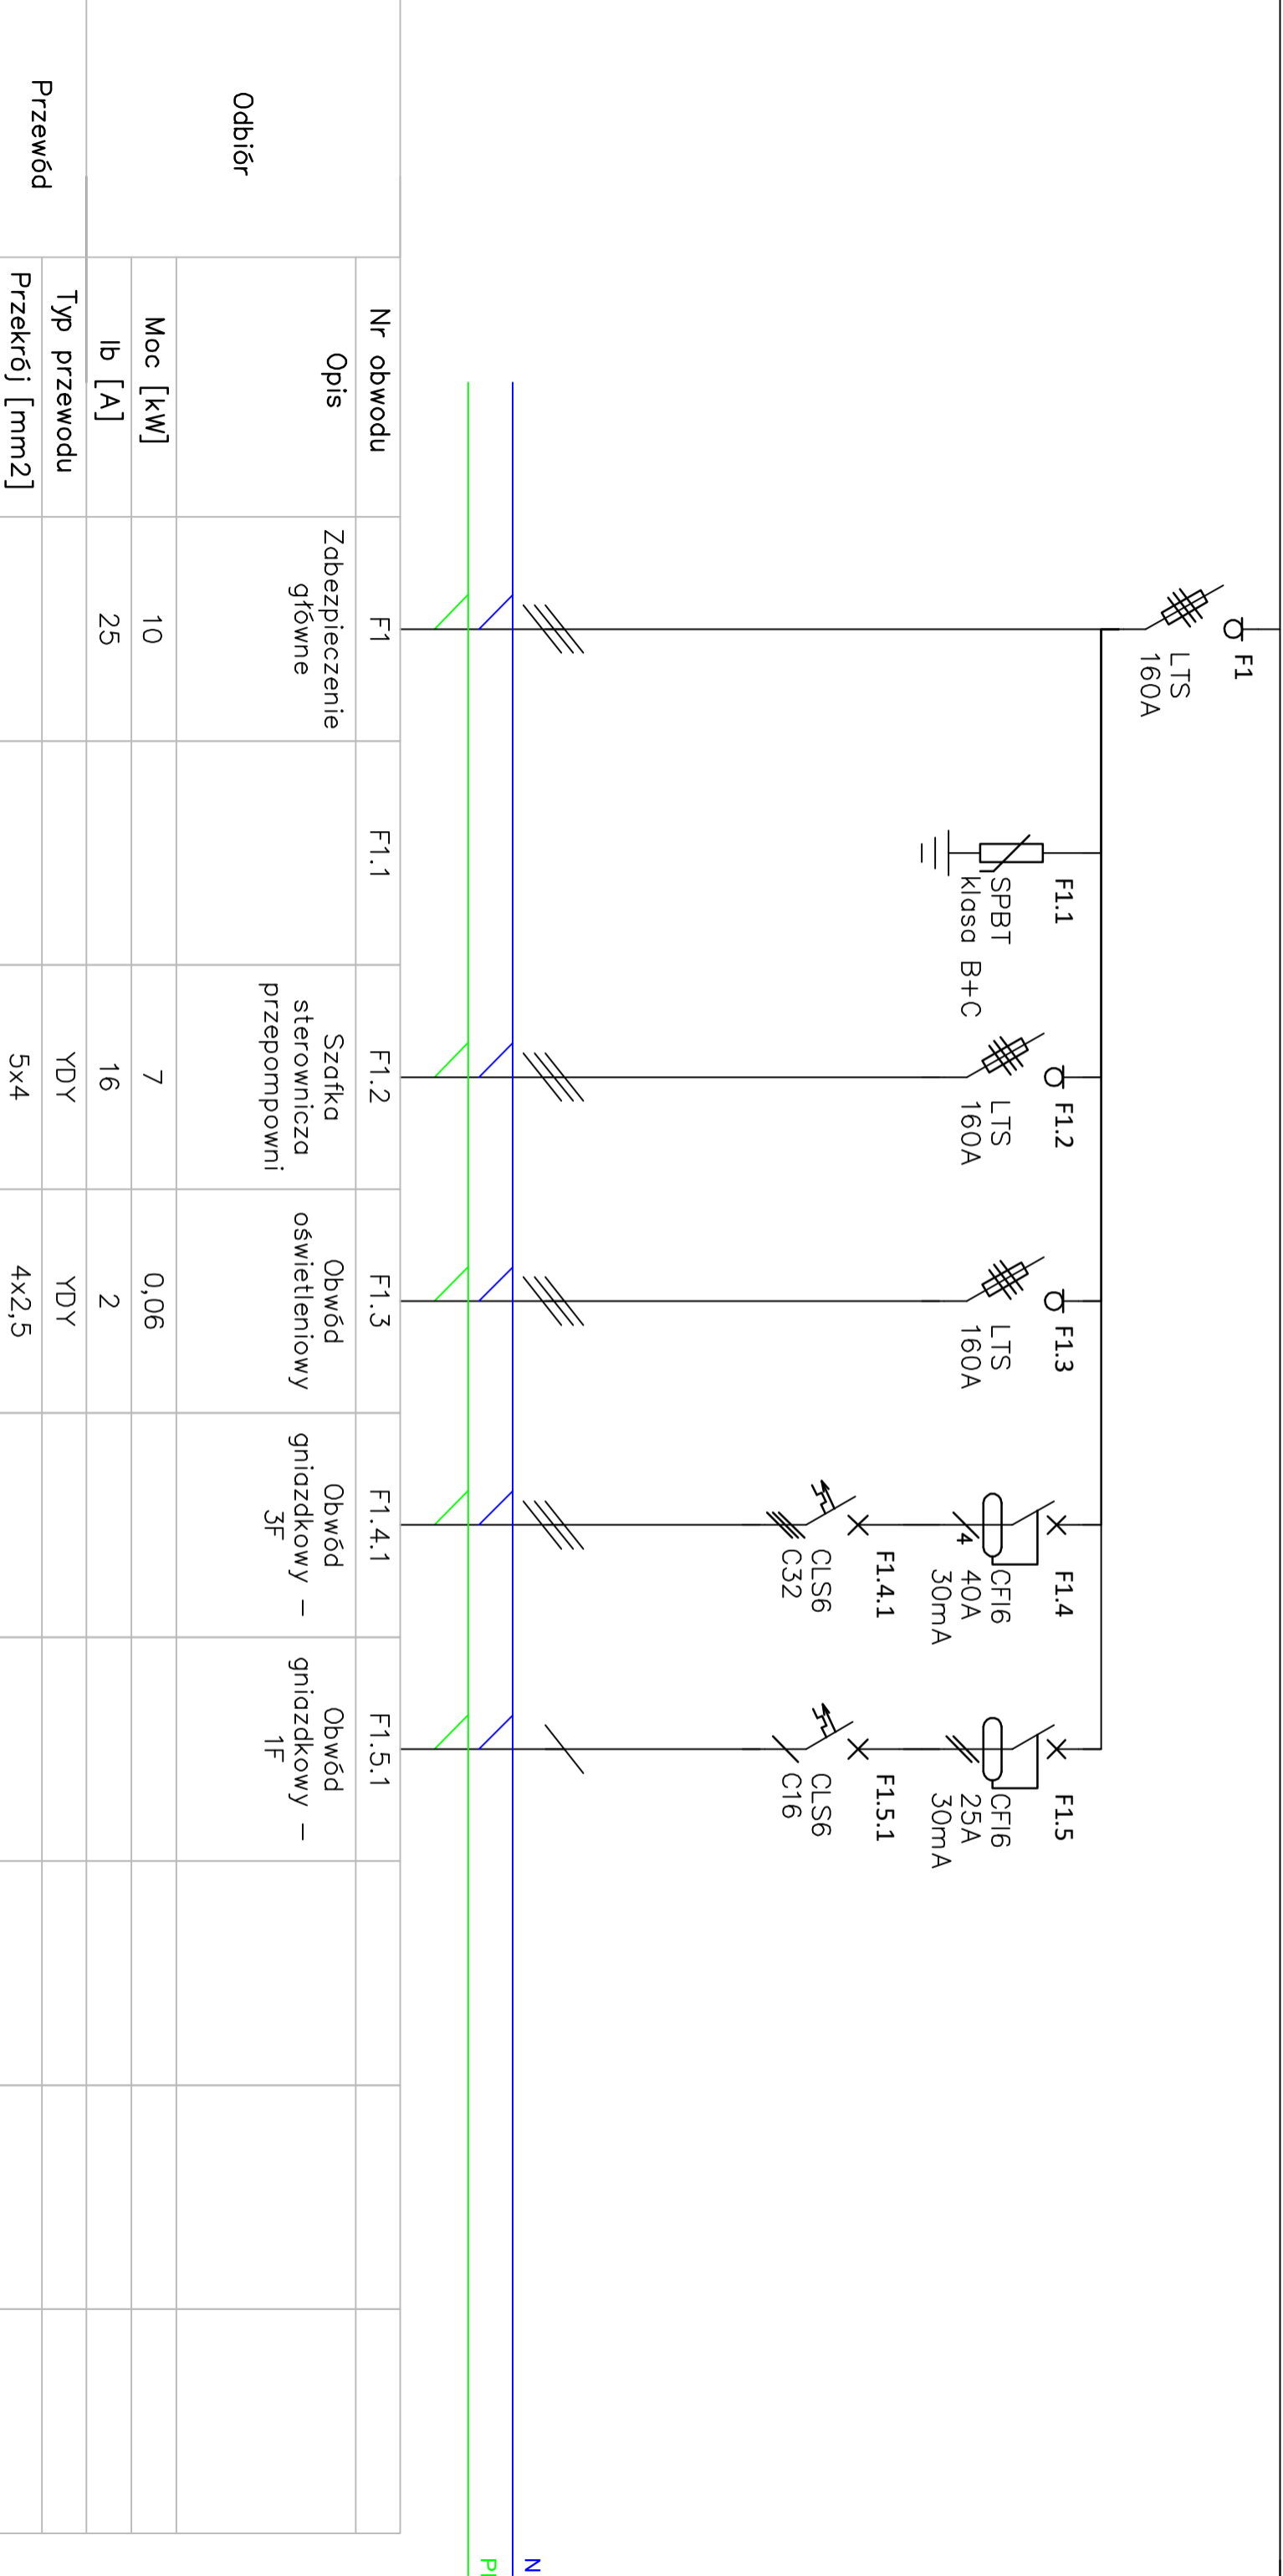 F1
LTS
160A
F1.1
SPBT
klasa B+C
F1.2
LTS
160A
F1.3
LTS
160A
F1.4
CFI6
40A
30mA
4
F1.4.1
CLS6
C32
F1.5
CFI6
25A
30mA
F1.5.1
CLS6
C16
N
Nr obwodu F1 F1.1 F1.2 F1.3 F1.4.1 F1.5.1
Odbiór
Opis
Zabezpieczenie
główne
Szafka
sterownicza
przepompowni
Obwód
oświetleniowy
Obwód
gniazdkowy –
3F
Obwód
gniazdkowy –
1F
Moc [kW] 10 7 0,06
Ib [A] 25 16 2
Przewód
Typ przewodu YDY YDY
Przekrój [mm2] 5x4 4x2,5